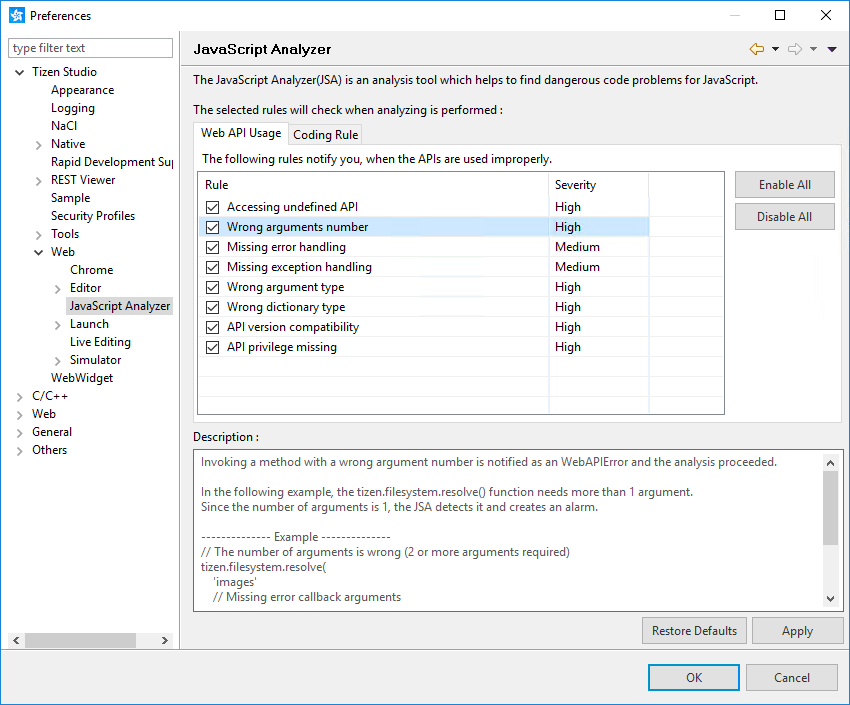 Preferences
type filter text
Tizen Studio
Appearance
Logging
NaCl
Native
Rapid Development Su
REST Viewer
Sample
Security Profiles
Tools
Web
Chrome
Editor
JavaScript Analyzer
Launch
Live Editing
Simulator
WebWidget
C/C++
Web
General
Others
JavaScript Analyzer
The JavaScript Analyzer(JSA) is an analysis tool which helps to find dangerous code problems for JavaScript.
The selected rules will check when analyzing is performed :
Web API Usage Coding Rule
The following rules notify you, when the APIs are used improperly.
Rule Severity
Accessing undefined API High
Wrong arguments number High
Missing error handling Medium
Missing exception handling Medium
Wrong argument type High
Wrong dictionary type High
API version compatibility High
API privilege missing High
Enable All
Disable All
Description :
Invoking a method with a wrong argument number is notified as an WebAPIError and the analysis proceeded.
In the following example, the tizen.filesystem.resolve() function needs more than 1 argument.
Since the number of arguments is 1, the JSA detects it and creates an alarm.
-------------- Example --------------
// The number of arguments is wrong (2 or more arguments required)
tizen.filesystem.resolve(
'images'
// Missing error callback arguments
Restore Defaults Apply
OK Cancel